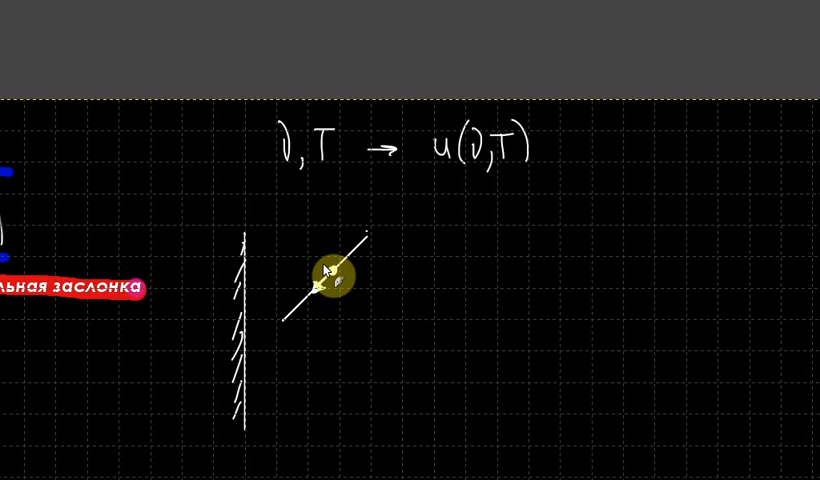 ν, T → u(ν,T)
льная заслонка